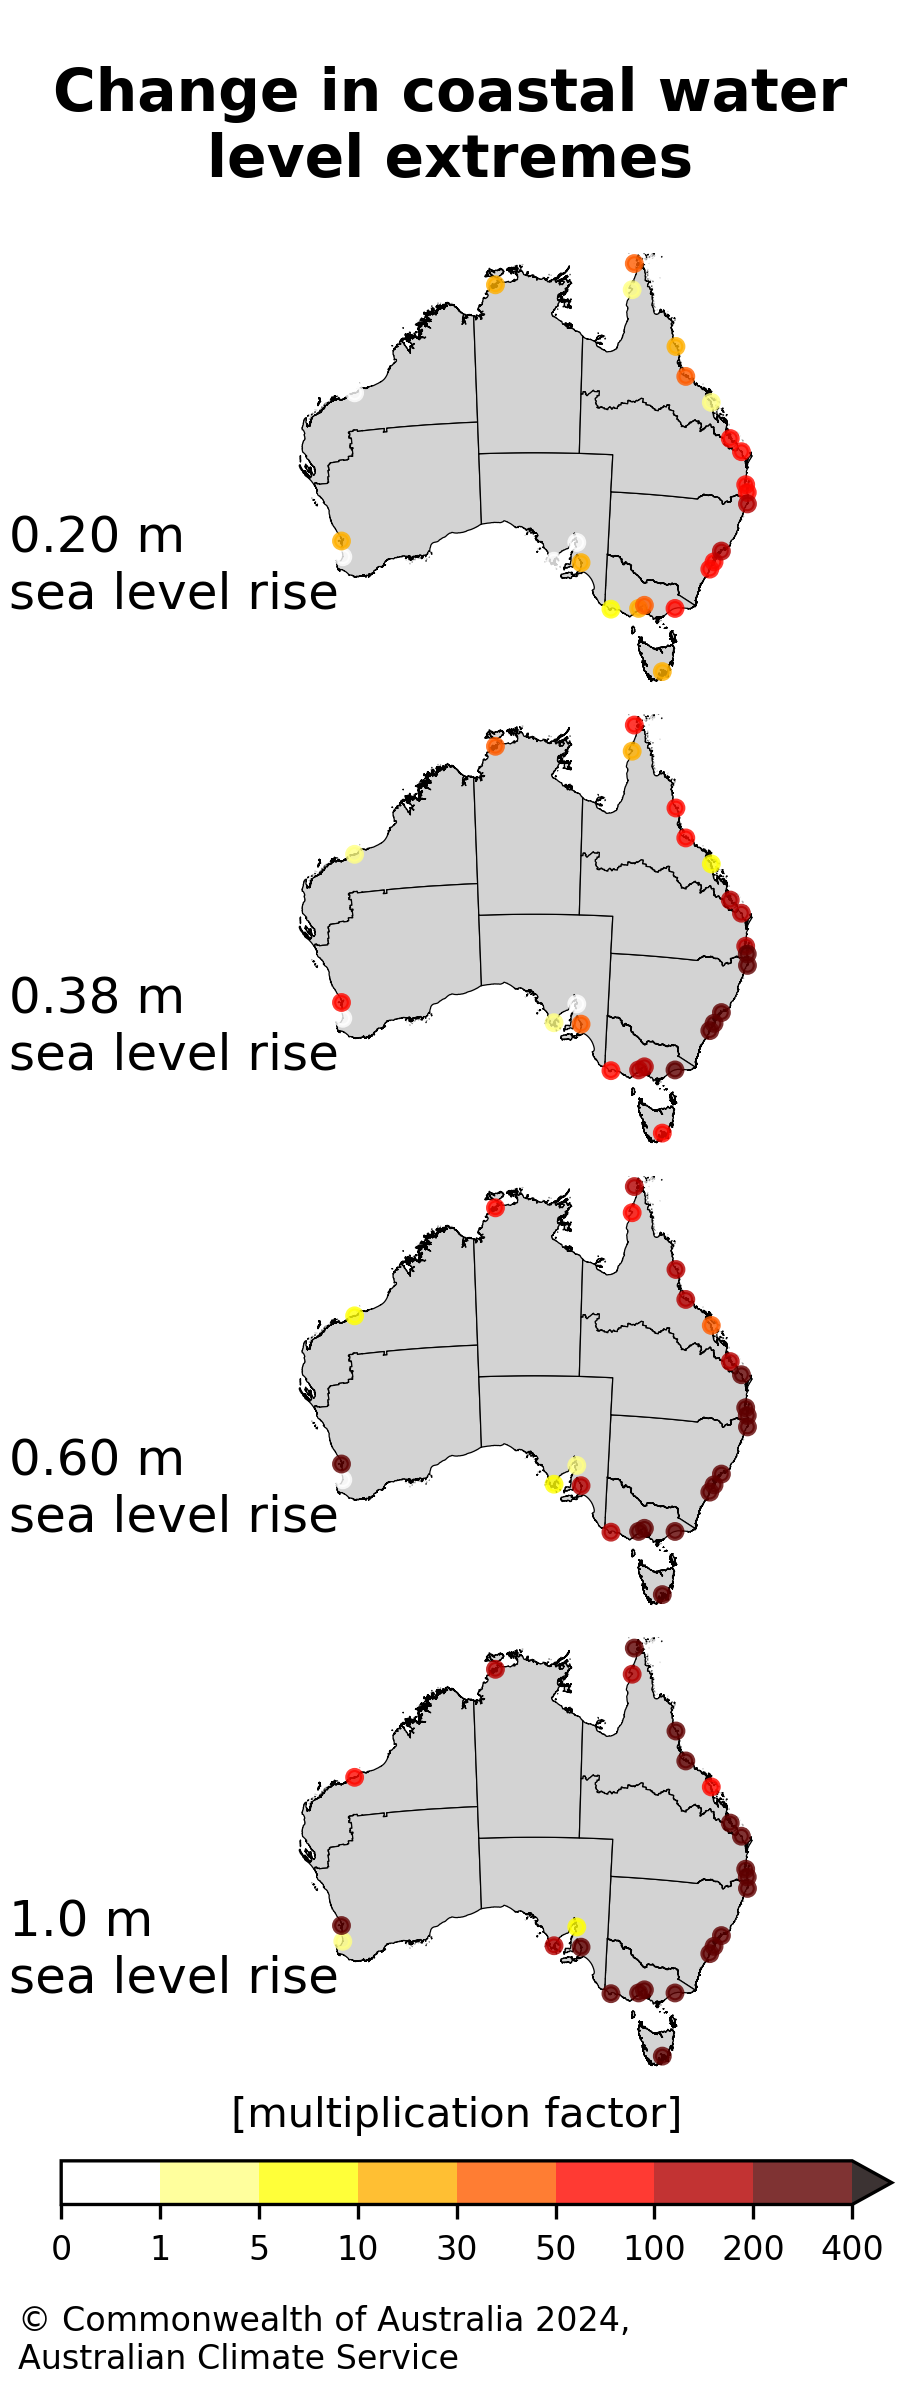 Change in coastal water
level extremes
0.20 m
sea level rise
0.38 m
sea level rise
0.60 m
sea level rise
1.0 m
sea level rise
[multiplication factor]
0 1 5 10 30 50 100 200 400
© Commonwealth of Australia 2024,
Australian Climate Service